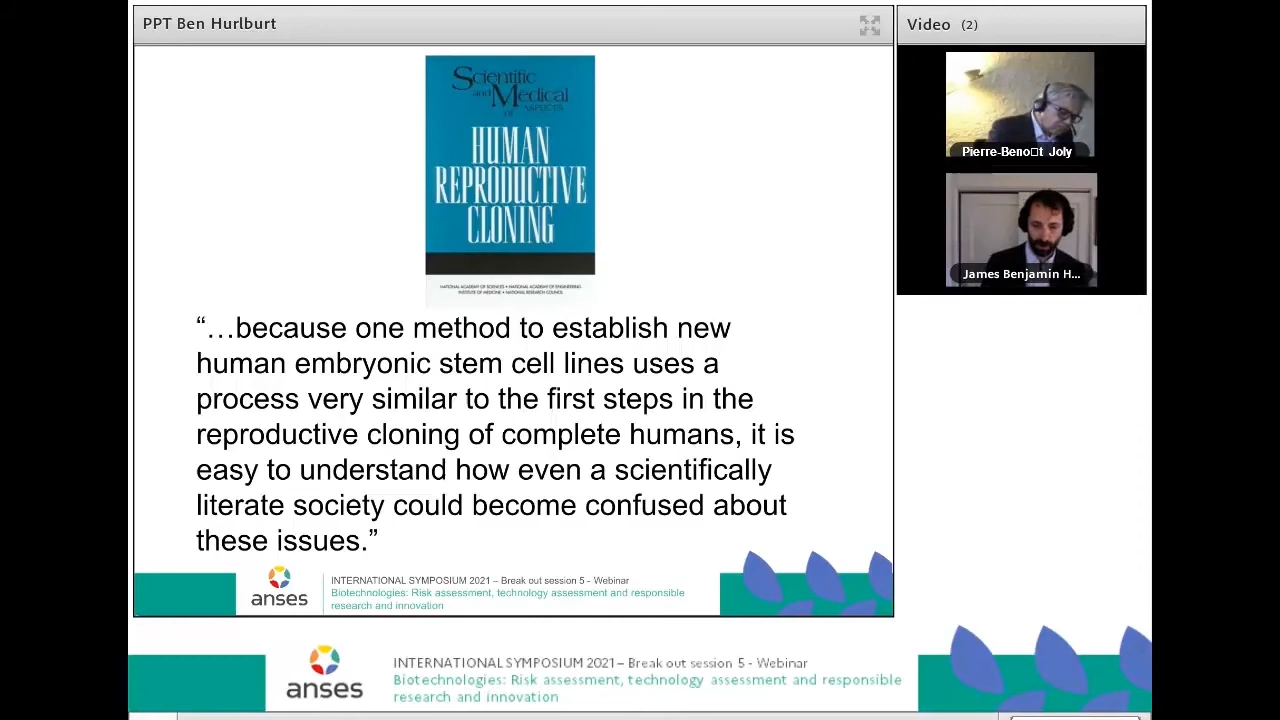 PPT Ben Hurlburt
Video (2)
Scientific
and Medical
ASPECTS
OF
HUMAN
REPRODUCTIVE
CLONING
NATIONAL ACADEMY OF SCIENCES • NATIONAL ACADEMY OF ENGINEERING
INSTITUTE OF MEDICINE • NATIONAL RESEARCH COUNCIL
Pierre-Beno□t Joly
James Benjamin H...
“…because one method to establish new
human embryonic stem cell lines uses a
process very similar to the first steps in the
reproductive cloning of complete humans, it is
easy to understand how even a scientifically
literate society could become confused about
these issues.”
anses
INTERNATIONAL SYMPOSIUM 2021 – Break out session 5 - Webinar
Biotechnologies: Risk assessment, technology assessment and responsible
research and innovation
anses
INTERNATIONAL SYMPOSIUM 2021 – Break out session 5 - Webinar
Biotechnologies: Risk assessment, technology assessment and responsible
research and innovation